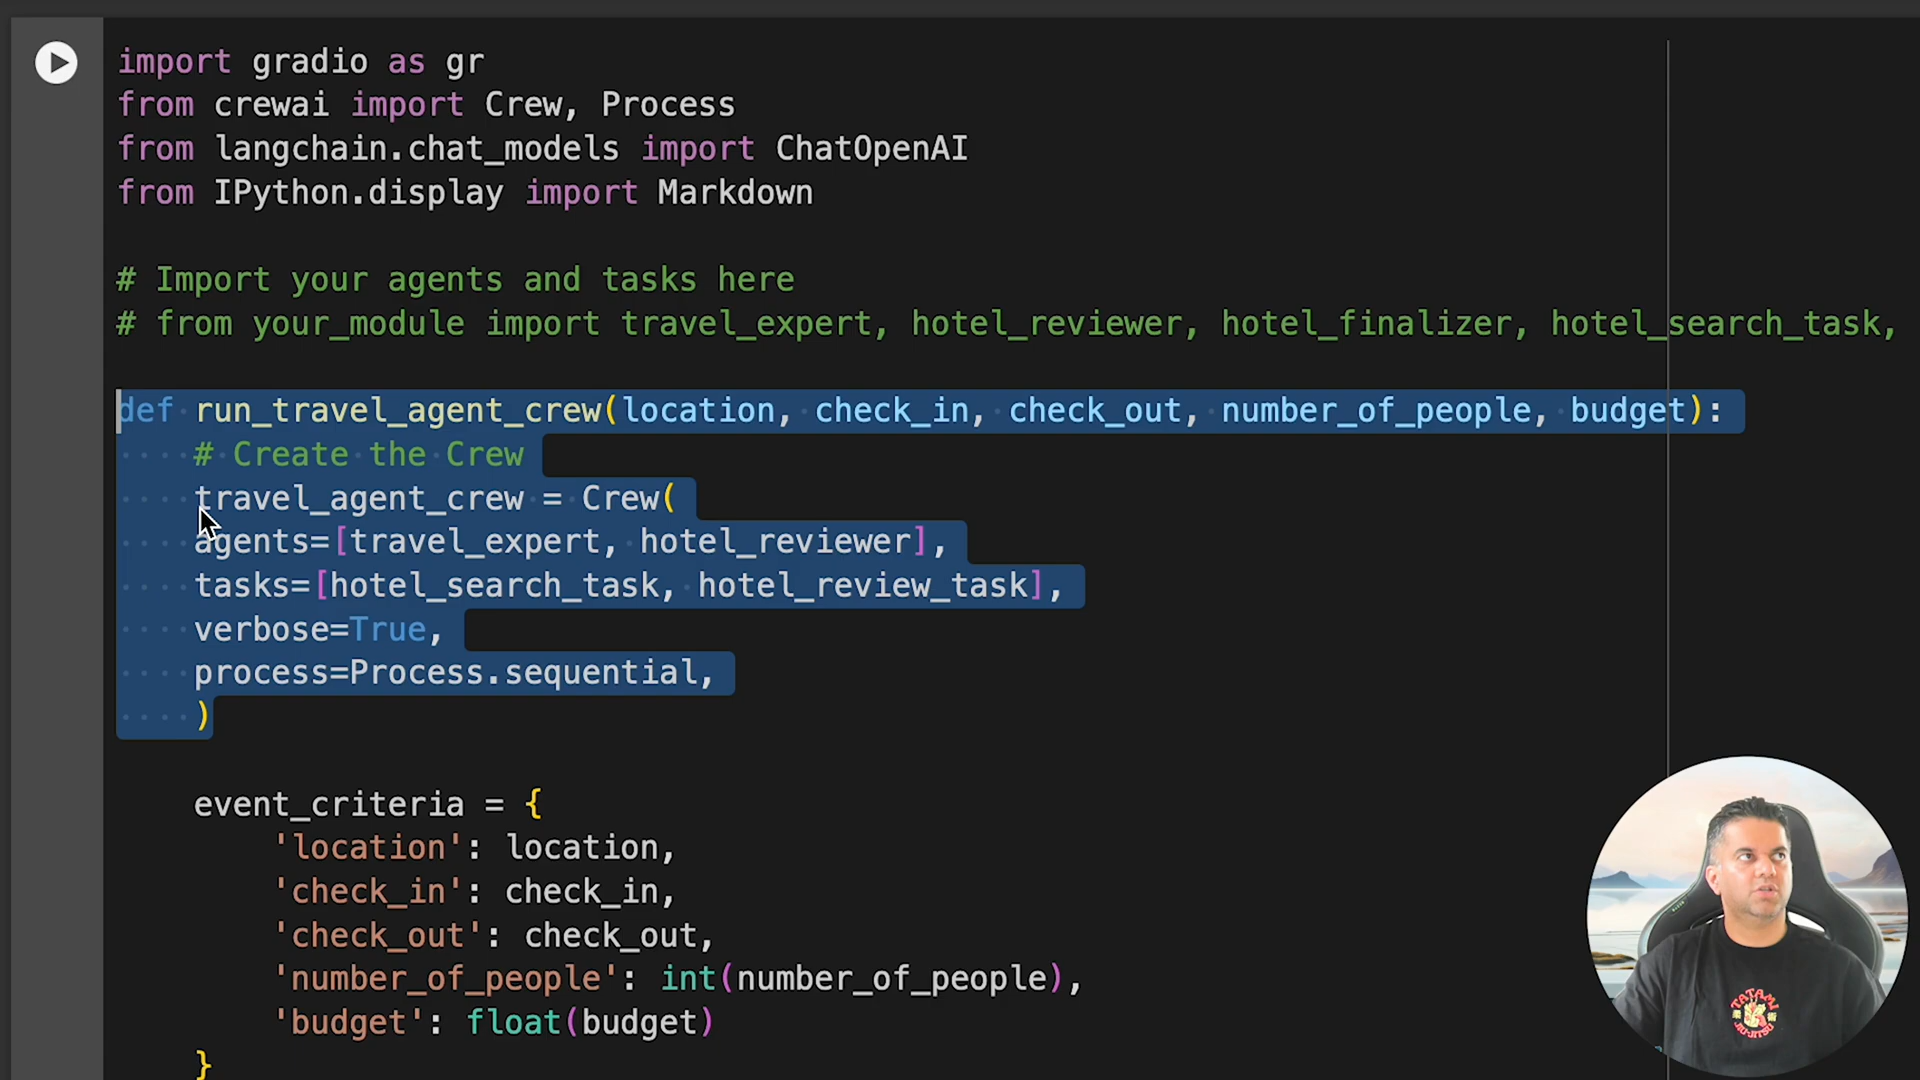 import gradio as gr
from crewai import Crew, Process
from langchain.chat_models import ChatOpenAI
from IPython.display import Markdown
# Import your agents and tasks here
# from your_module import travel_expert, hotel_reviewer, hotel_finalizer, hotel_search_task,
def run_travel_agent_crew(location, check_in, check_out, number_of_people, budget):
# Create the Crew
travel_agent_crew = Crew(
agents=[travel_expert, hotel_reviewer],
tasks=[hotel_search_task, hotel_review_task],
verbose=True,
process=Process.sequential,
)
event_criteria = {
'location': location,
'check_in': check_in,
'check_out': check_out,
'number_of_people': int(number_of_people),
'budget': float(budget)
}
TATAMI
JIU-JITSU